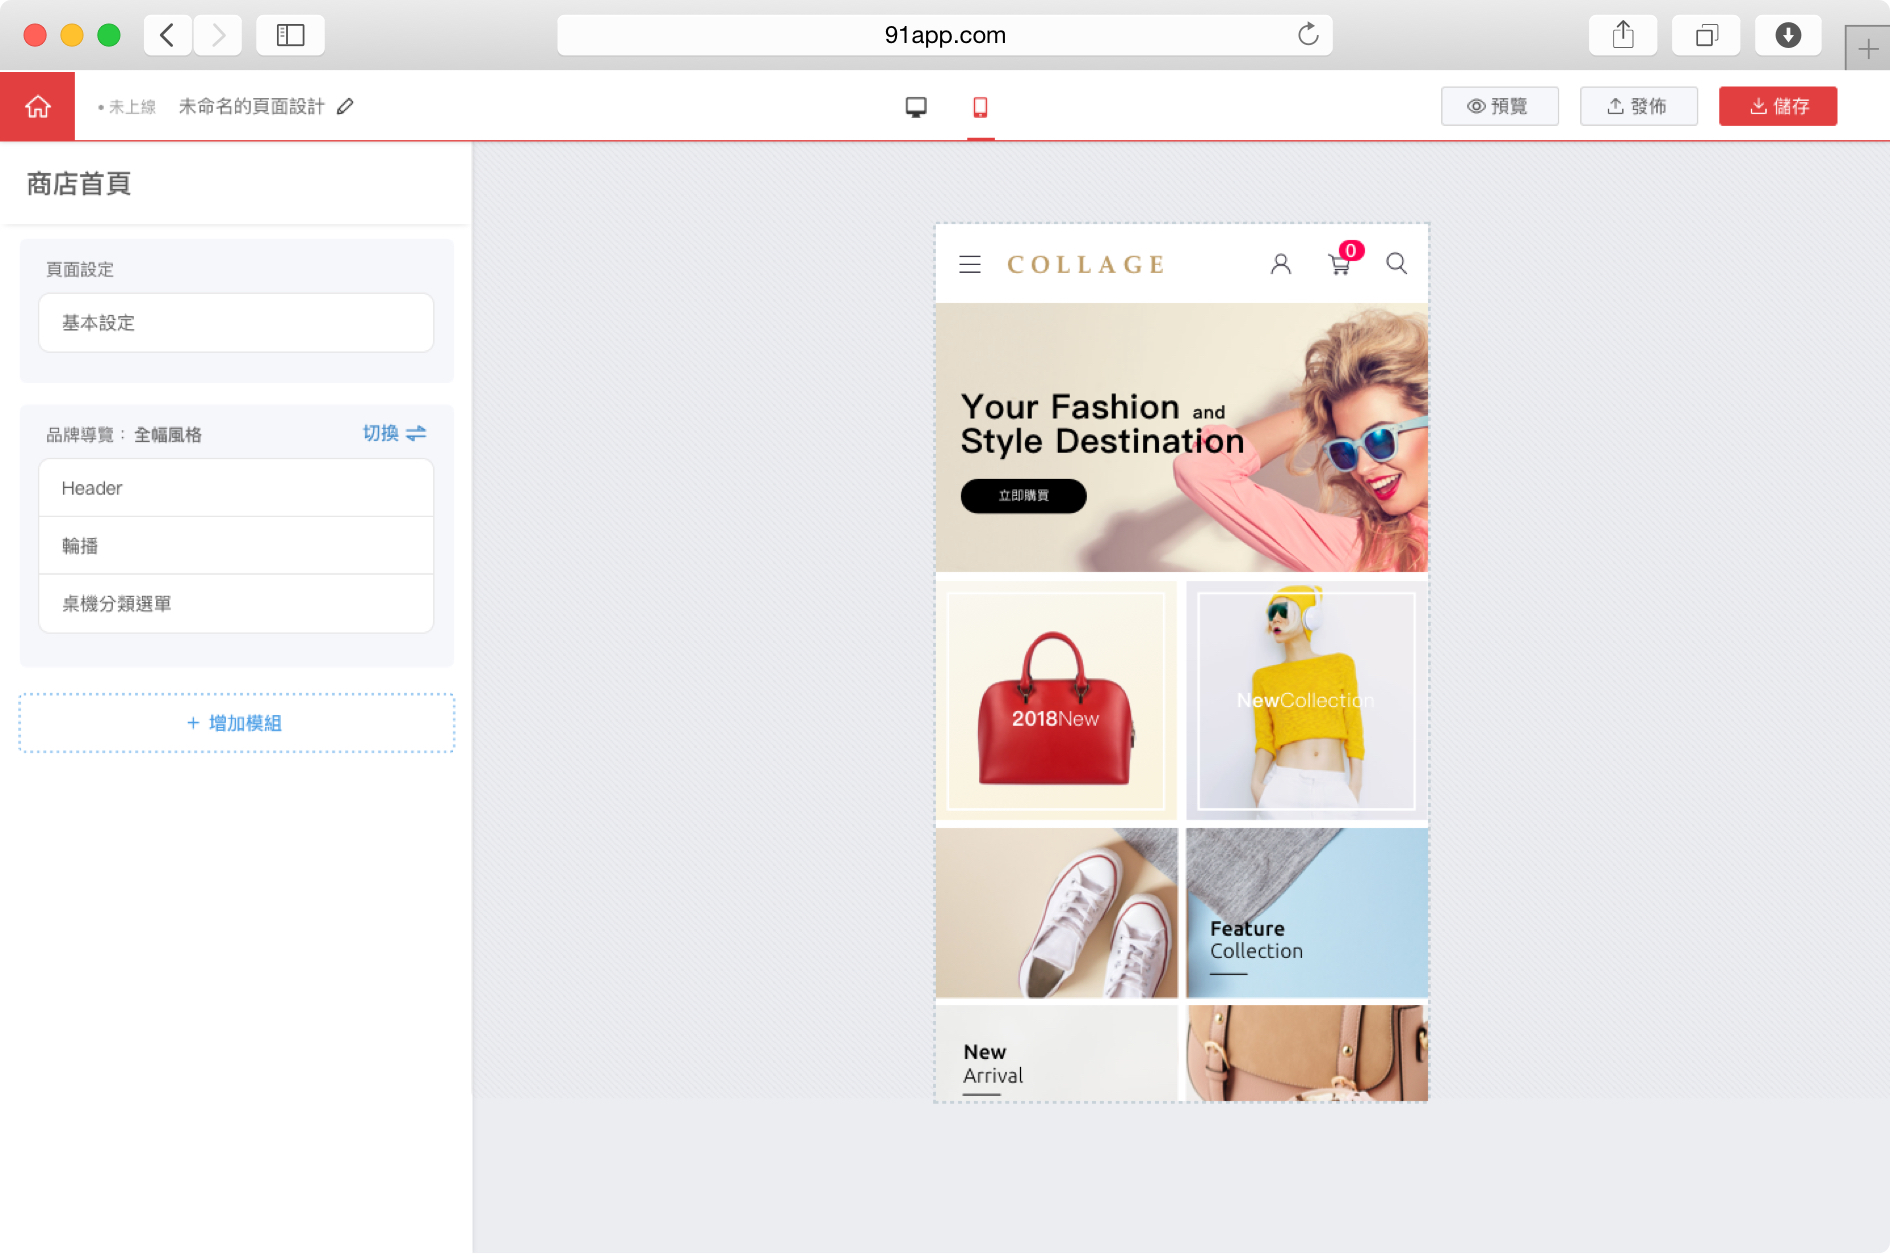 91app.com
• 未上線 未命名的頁面設計
預覽 發佈 儲存
商店首頁
頁面設定
基本設定
品牌導覽：全幅風格 切換
Header
輪播
桌機分類選單
+ 增加模組
COLLAGE
0
Your Fashion and
Style Destination
立即購買
2018New
NewCollection
Feature
Collection
New
Arrival